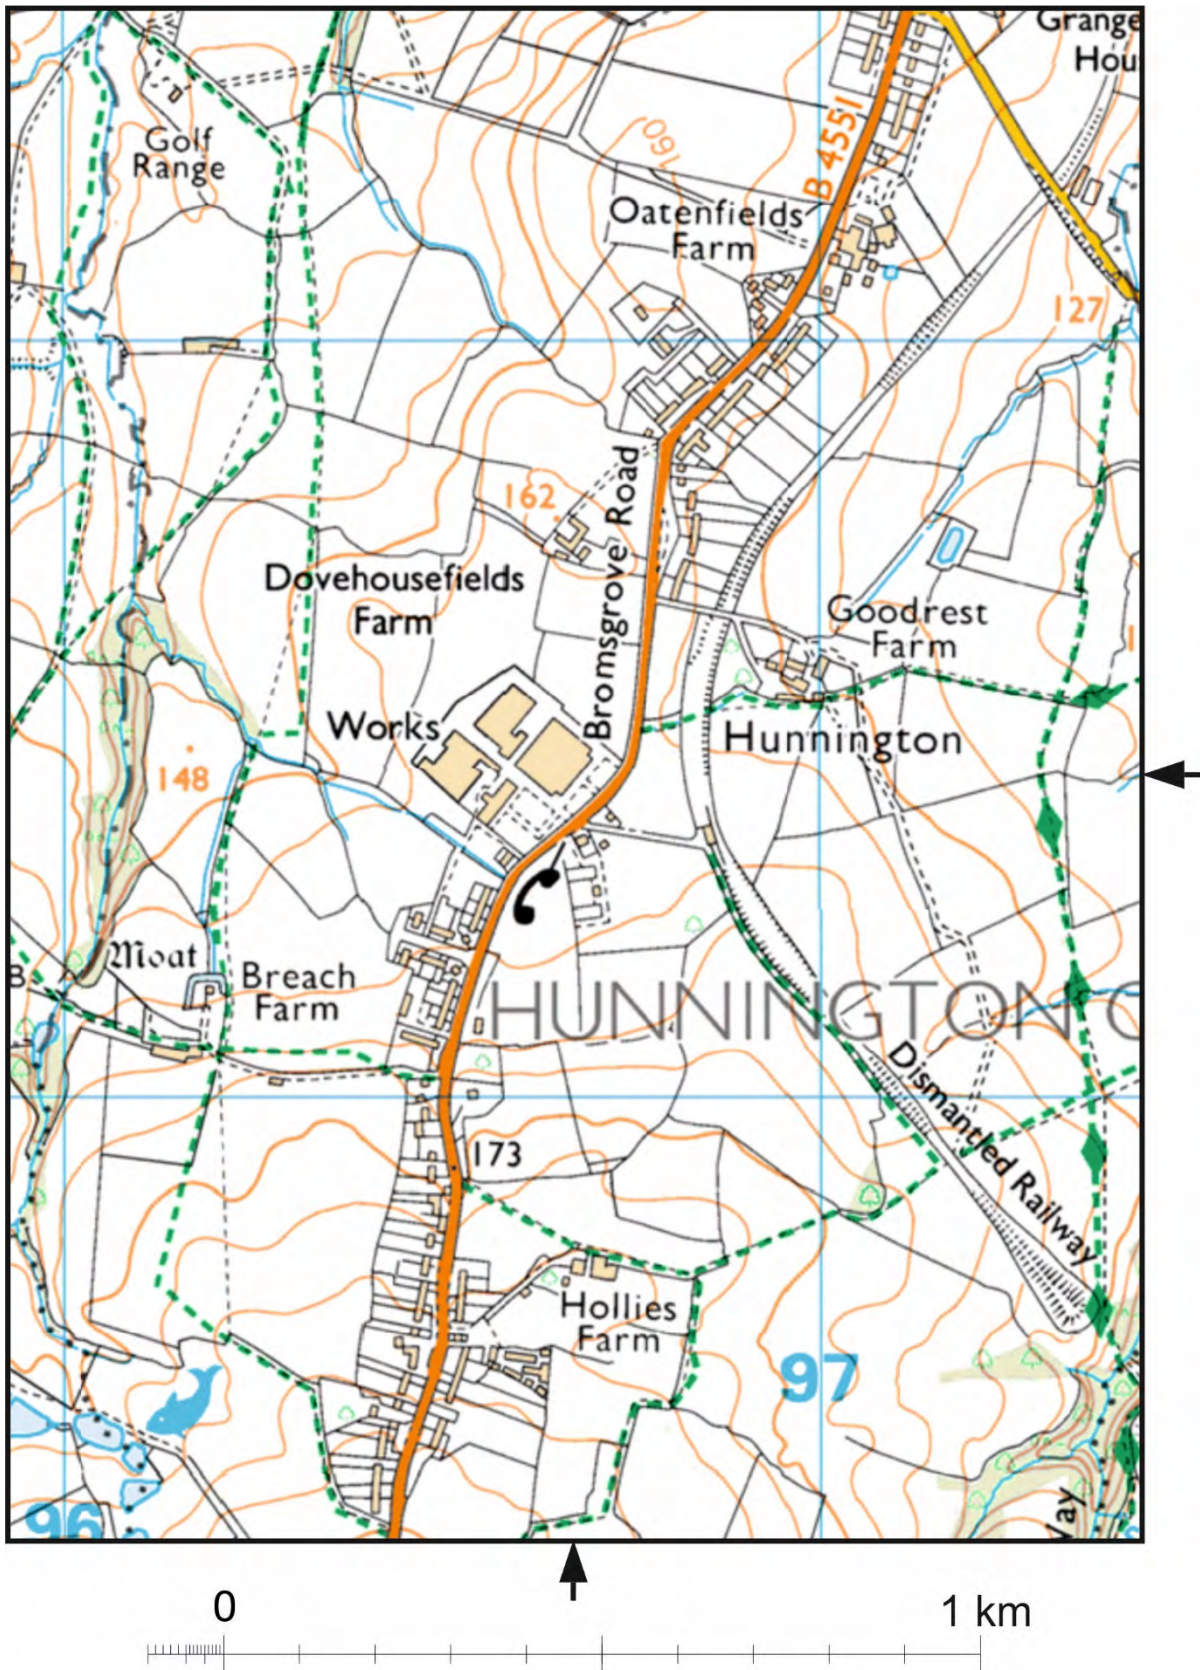 Grange
Hou
Golf
Range
160
B 4551
Oatenfields
Farm
127
162
Bromsgrove Road
Dovehousefields
Farm
Goodrest
Farm
Works
Hunnington
148
Moat
Breach
Farm
B
HUNNINGTON C
Dismantled Railway
173
Hollies
Farm
97
96
Way
0
1 km